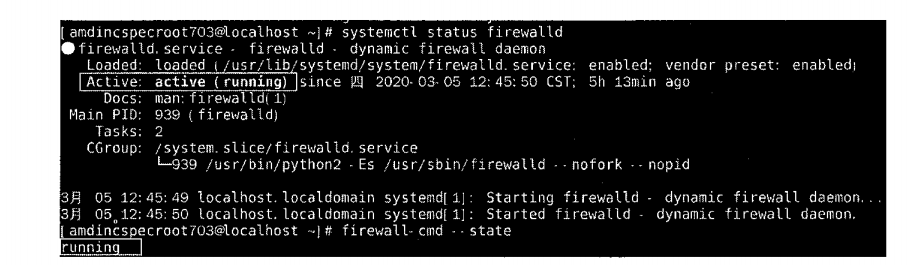 [amdincspecroot703@localhost ~]# systemctl status firewalld
● firewalld.service - firewalld - dynamic firewall daemon
Loaded: loaded (/usr/lib/systemd/system/firewalld.service: enabled; vendor preset: enabled)
Active: active (running) since 四 2020-03-05 12:45:50 CST; 5h 13min ago
Docs: man:firewalld(1)
Main PID: 939 (firewalld)
Tasks: 2
CGroup: /system.slice/firewalld.service
└─939 /usr/bin/python2 -Es /usr/sbin/firewalld --nofork --nopid
3月 05 12:45:49 localhost.localdomain systemd[1]: Starting firewalld - dynamic firewall daemon...
3月 05 12:45:50 localhost.localdomain systemd[1]: Started firewalld - dynamic firewall daemon.
[amdincspecroot703@localhost ~]# firewall-cmd --state
running